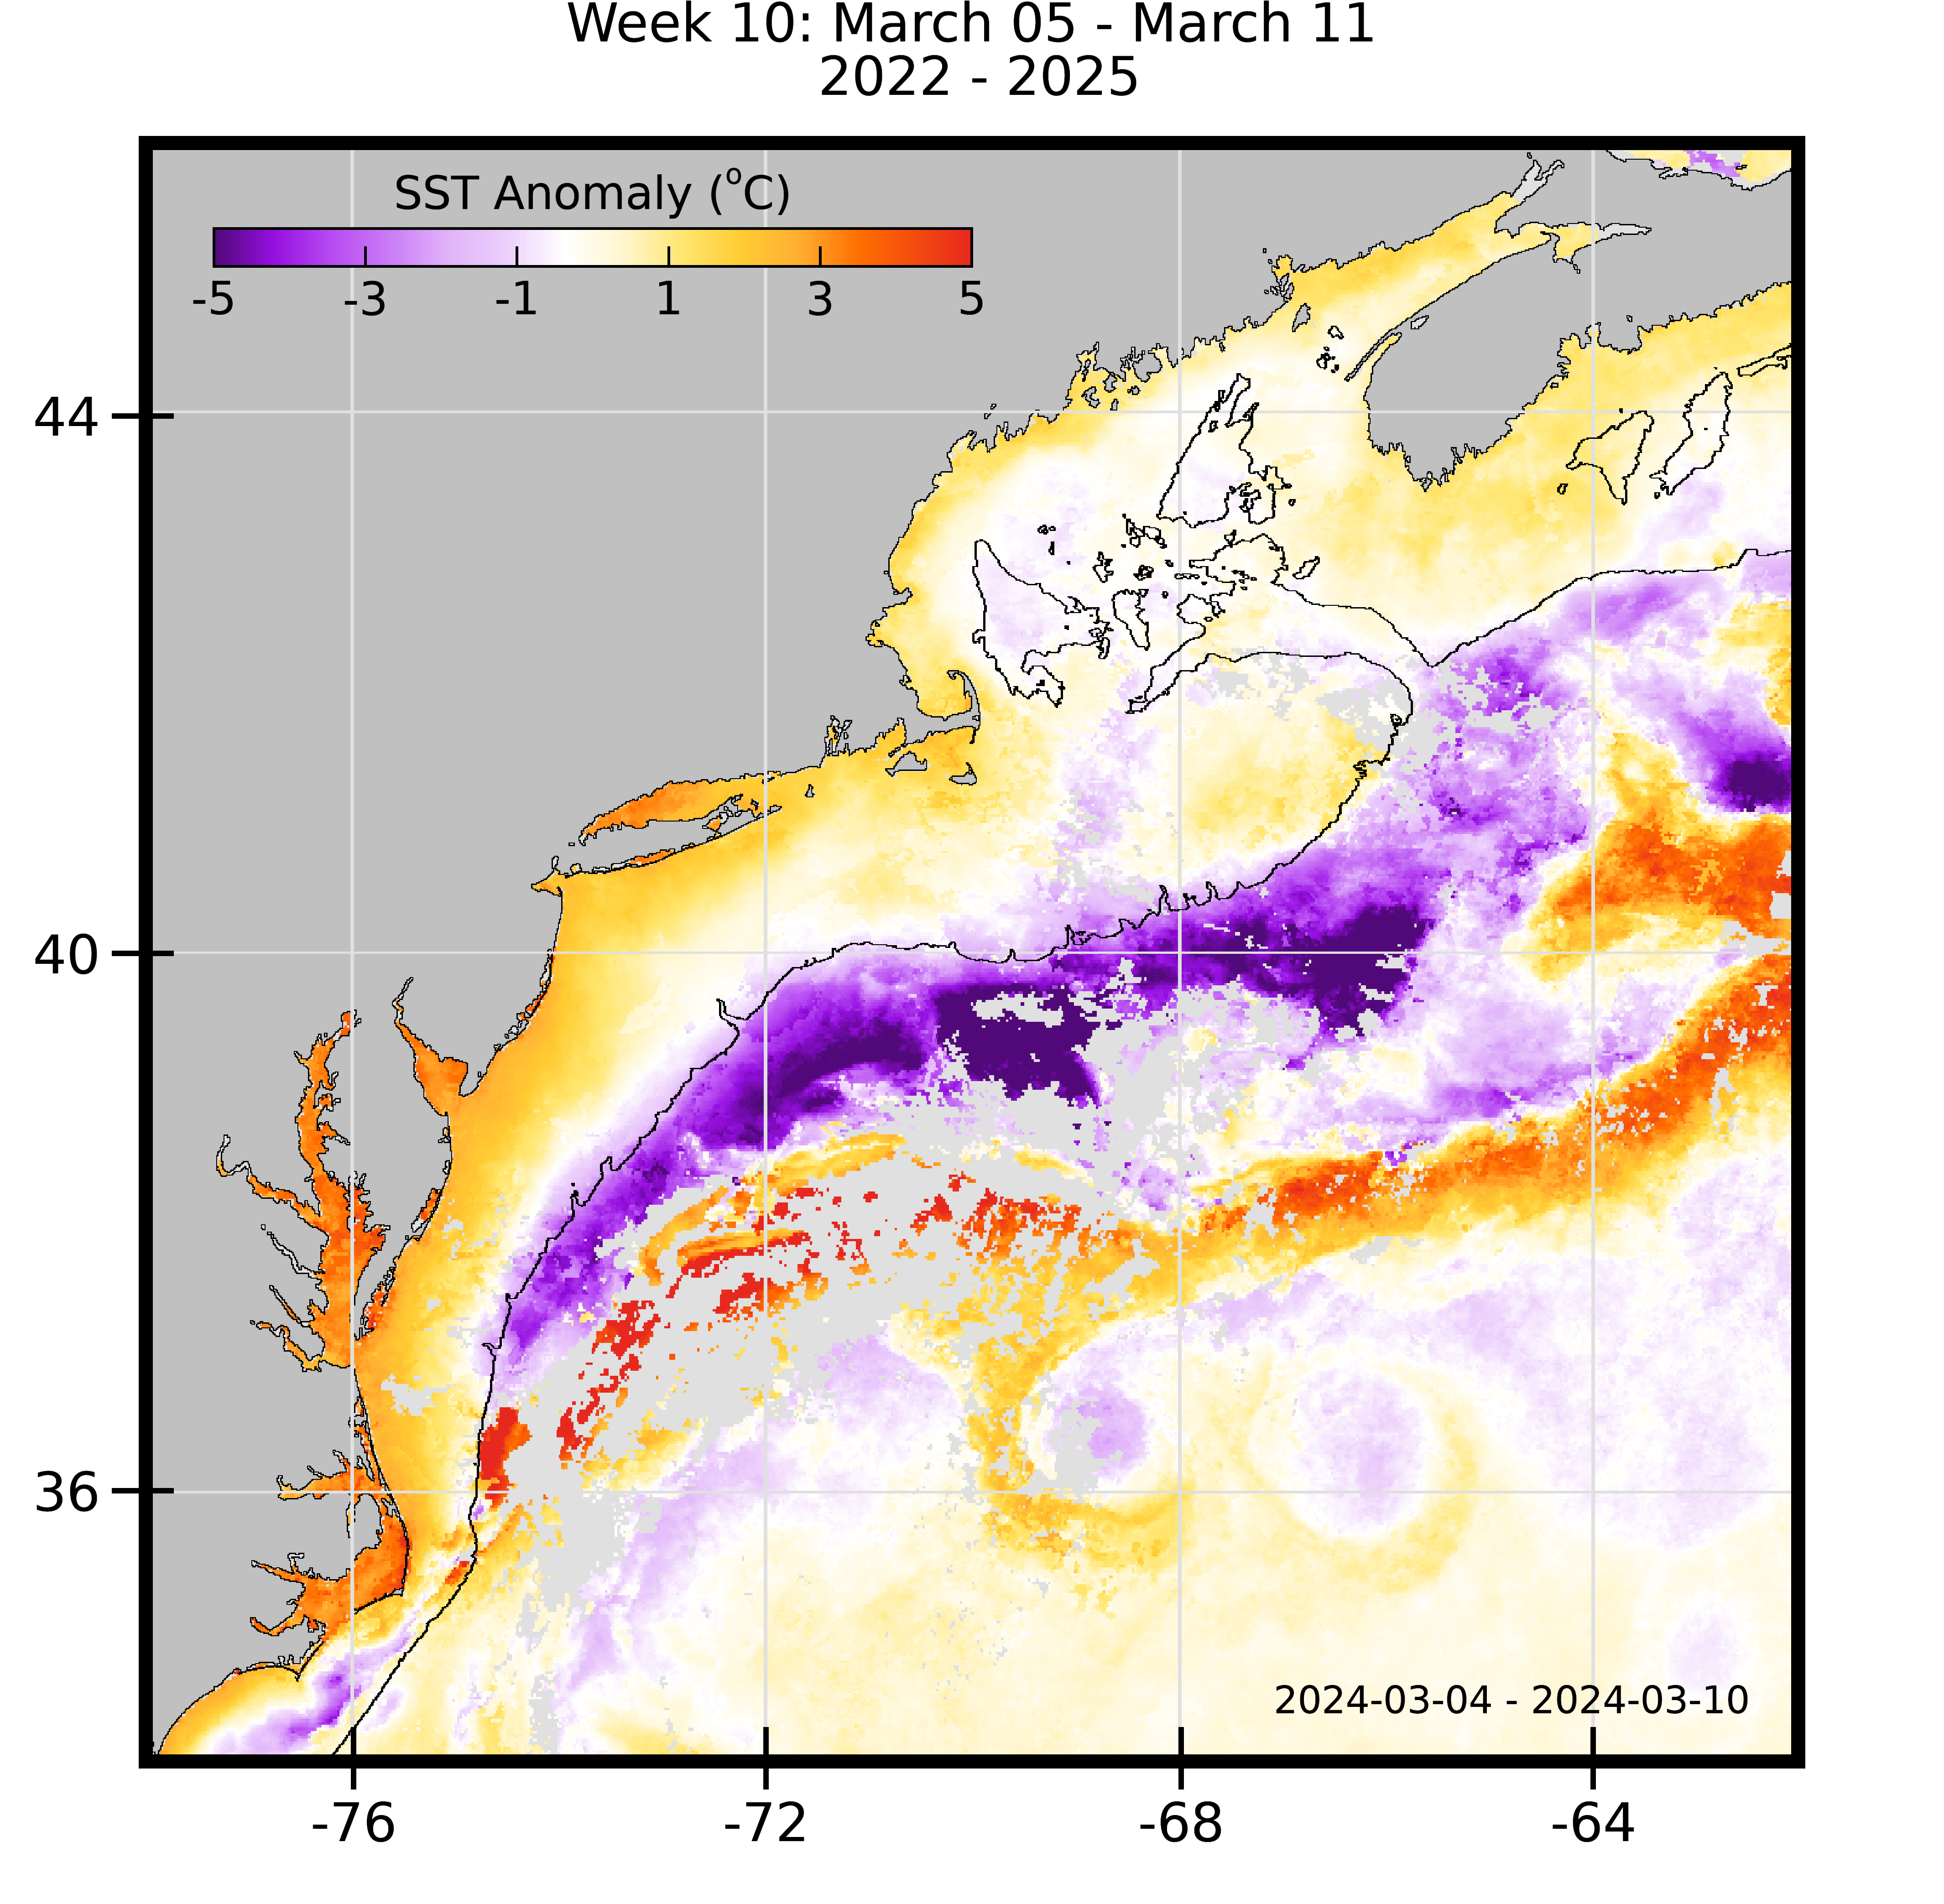 Week 10: March 05 - March 11
2022 - 2025
SST Anomaly (°C)
-5 -3 -1 1 3 5
44
40
36
2024-03-04 - 2024-03-10
-76 -72 -68 -64